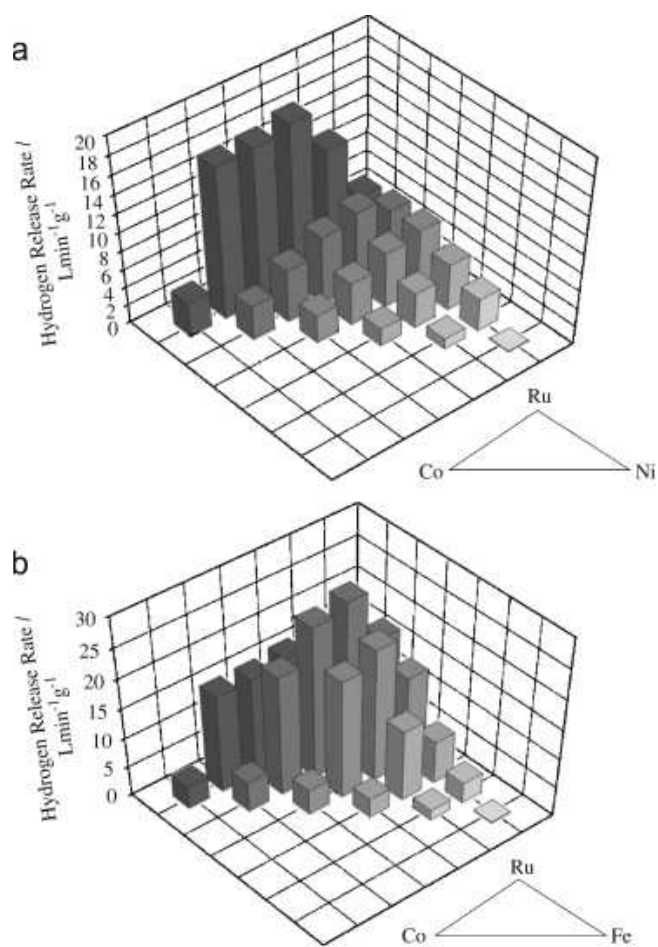 a
Hydrogen Release Rate /
Lmin⁻¹g⁻¹
20
18
16
14
12
10
8
6
4
2
0
Ru
Co
Ni
b
Hydrogen Release Rate /
Lmin⁻¹g⁻¹
30
25
20
15
10
5
0
Ru
Co
Fe